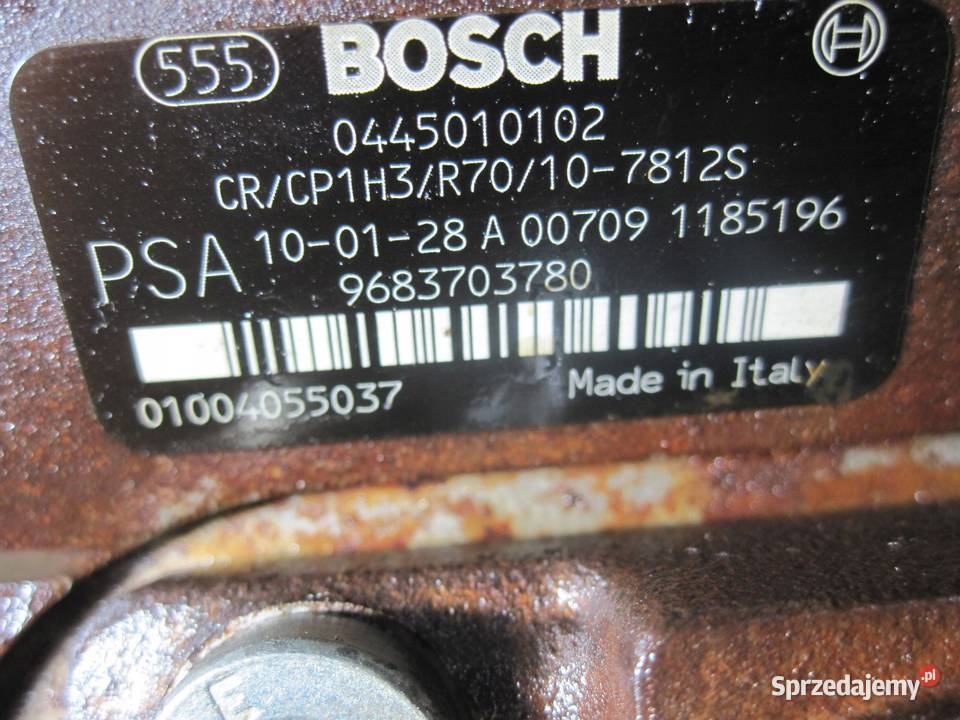 555 BOSCH
0445010102
CR/CP1H3/R70/10-7812S
PSA 10-01-28 A 00709 1185196
9683703780
01004055037 Made in Italy
Sprzedajemy.pl